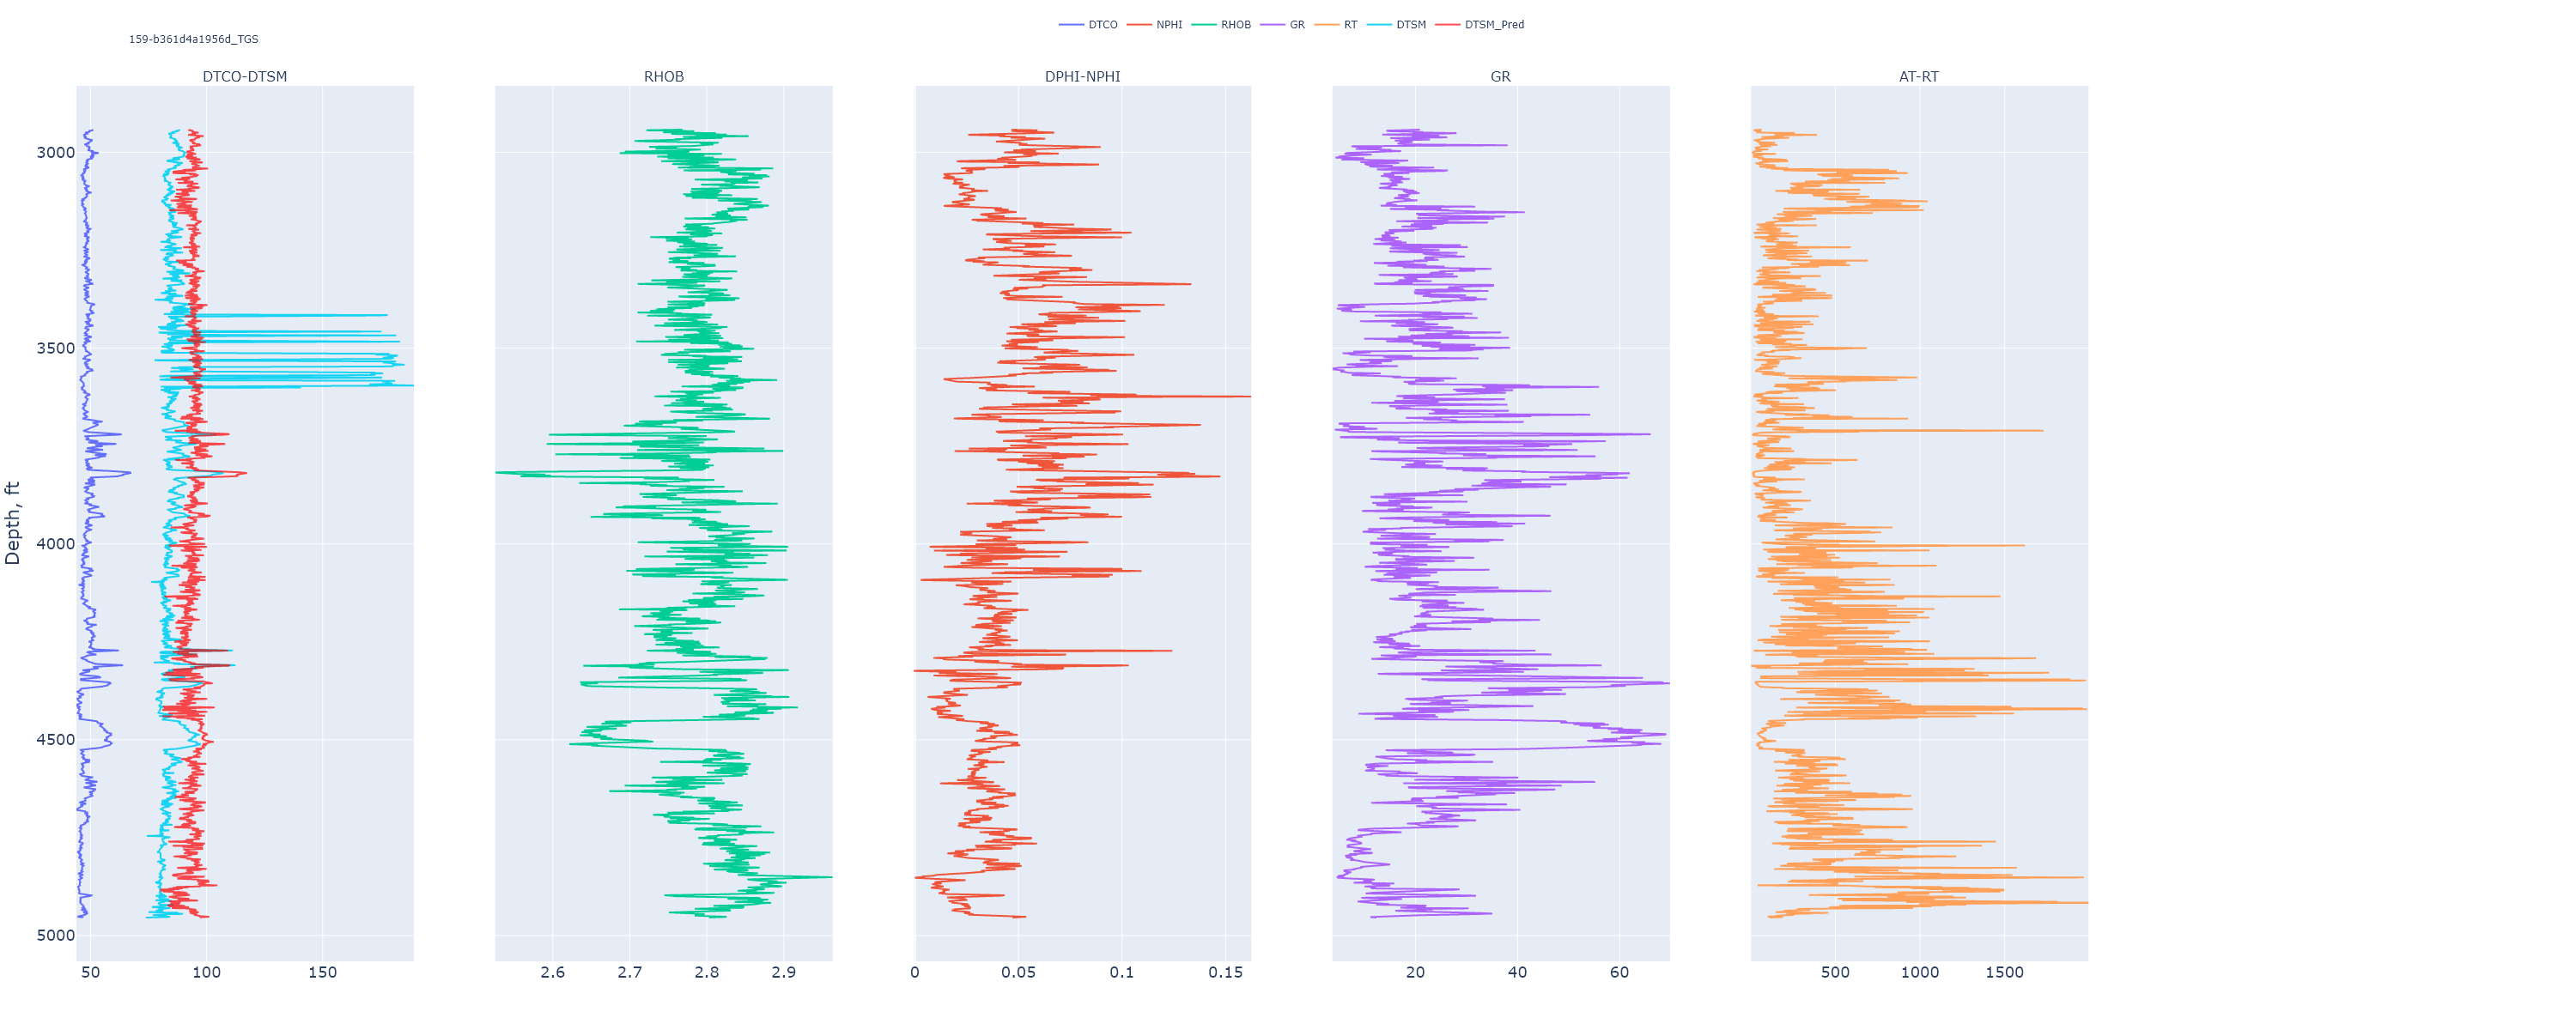 DTCO NPHI RHOB GR RT DTSM DTSM_Pred
159-b361d4a1956d_TGS
DTCO-DTSM RHOB DPHI-NPHI GR AT-RT
Depth, ft
3000
3500
4000
4500
5000
50 100 150 2.6 2.7 2.8 2.9 0 0.05 0.1 0.15 20 40 60 500 1000 1500